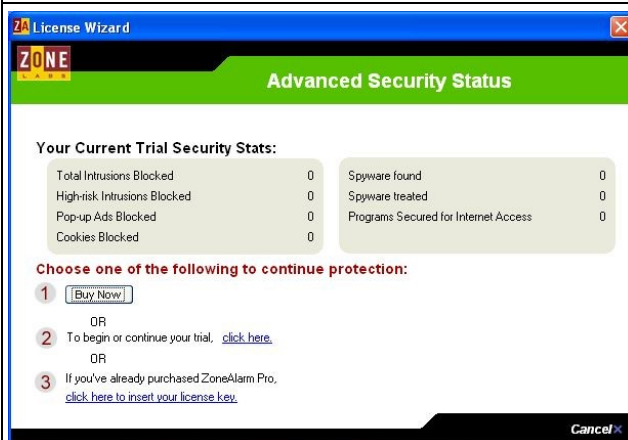 ZA License Wizard
ZONE
LABS
Advanced Security Status
Your Current Trial Security Stats:
Total Intrusions Blocked 0
High-risk Intrusions Blocked 0
Pop-up Ads Blocked 0
Cookies Blocked 0
Spyware found 0
Spyware treated 0
Programs Secured for Internet Access 0
Choose one of the following to continue protection:
1 Buy Now
OR
2 To begin or continue your trial, click here.
OR
3 If you've already purchased ZoneAlarm Pro,
click here to insert your license key.
Cancel X